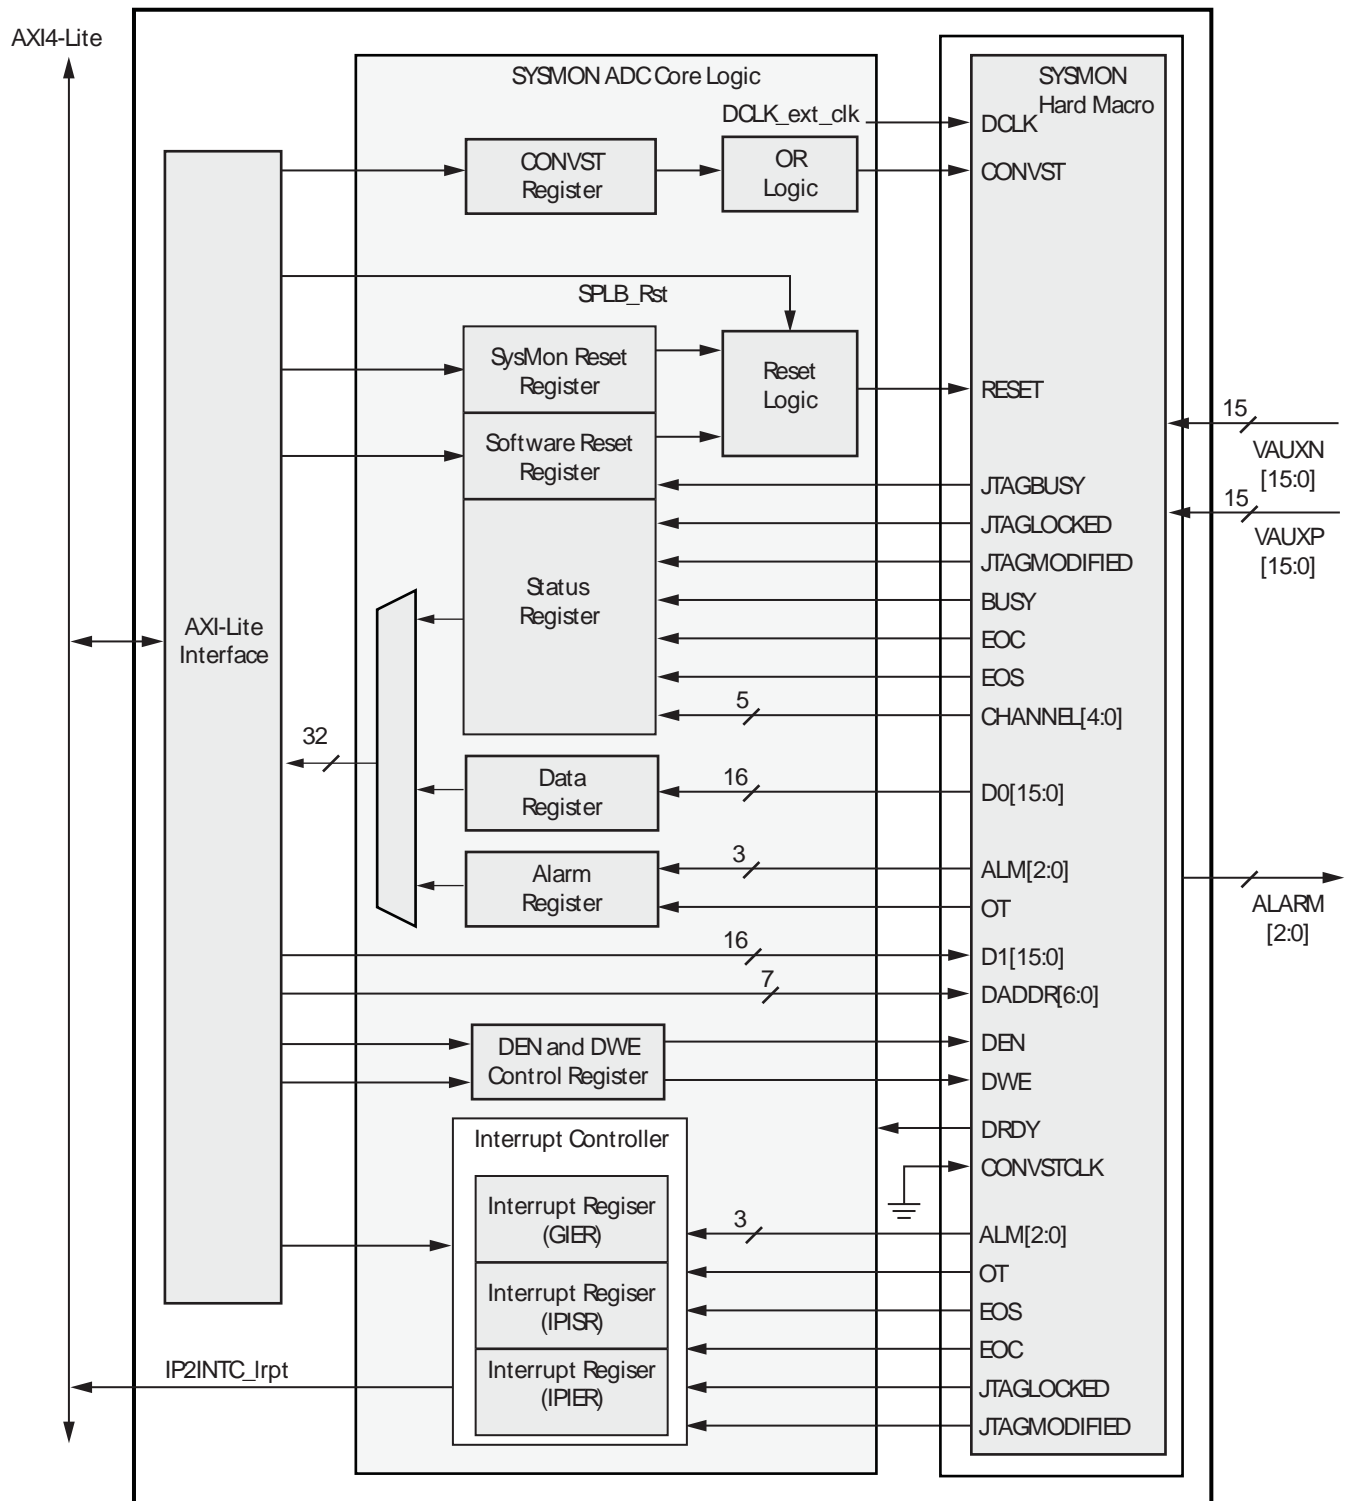 AXI4-Lite
SYSMON ADC Core Logic
SYSMON
Hard Macro
DCLK_ext_clk
DCLK
CONVST
Register
OR
Logic
CONVST
SPLB_Rst
SysMon Reset
Register
Reset
Logic
RESET
15
VAUXN
[15:0]
Software Reset
Register
JTAGBUSY
15
VAUXP
[15:0]
JTAGLOCKED
JTAGMODIFIED
Status
Register
BUSY
AXI-Lite
Interface
EOC
EOS
5
CHANNEL[4:0]
32
Data
Register
16
D0[15:0]
Alarm
Register
3
ALM[2:0]
OT
ALARM
[2:0]
16
D1[15:0]
7
DADDR[6:0]
DEN and DWE
Control Register
DEN
DWE
Interrupt Controller
DRDY
CONVSTCLK
Interrupt Regiser
(GIER)
3
ALM[2:0]
OT
Interrupt Regiser
(IPISR)
EOS
EOC
IP2INTC_Irpt
Interrupt Regiser
(IPIER)
JTAGLOCKED
JTAGMODIFIED